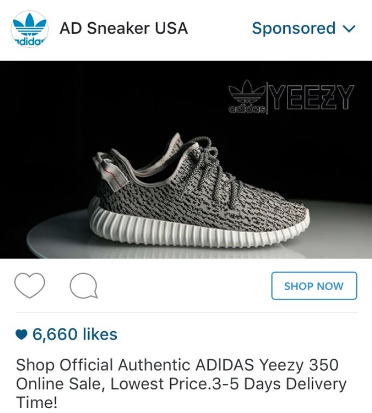 adidas
AD Sneaker USA
Sponsored
adidas
YEEZY
SHOP NOW
6,660 likes
Shop Official Authentic ADIDAS Yeezy 350
Online Sale, Lowest Price.3-5 Days Delivery
Time!